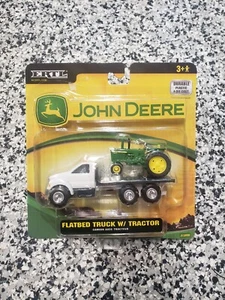 ERTL
3+
JOHN DEERE
FLATBED TRUCK W/ TRACTOR